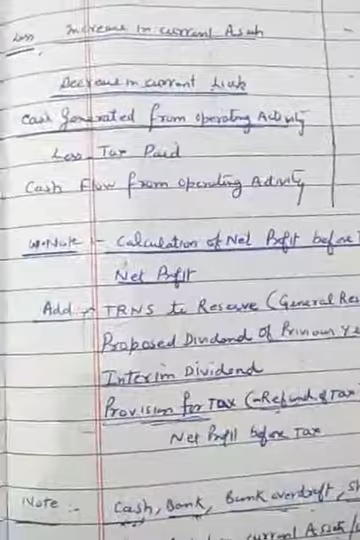 Less Increase in current Assets
Decrease in current Liab
Cash Generated from operating Activity
Less Tax Paid
Cash Flow from operating Activity
W.Note :- Calculation of Net Profit before
Net Profit
Add :- TRNS to Reserve (General Res
Proposed Dividend of Previous Ye
Interim Dividend
Provision for Tax (-Refund of Tax
Net Profit before Tax
Note :- Cash, Bank, Bank overdraft, Sh
current Assets